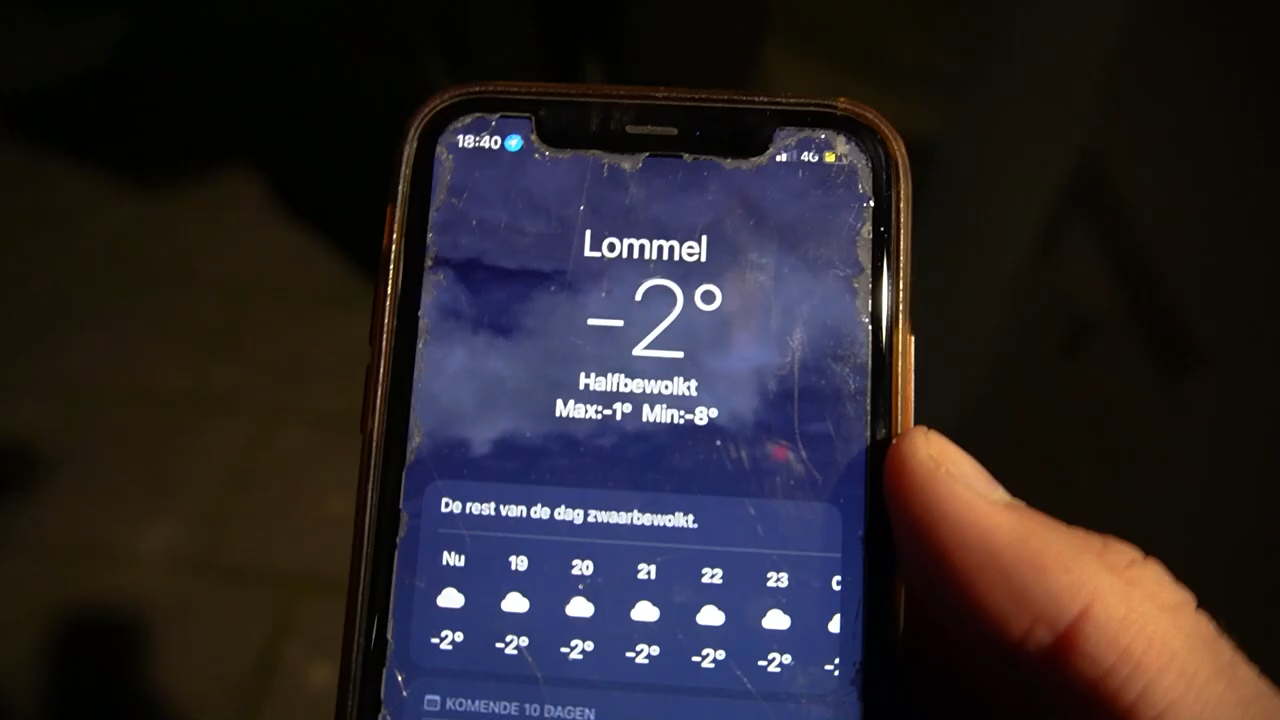 18:40
4G
Lommel
-2°
Halfbewolkt
Max:-1° Min:-8°
De rest van de dag zwaarbewolkt.
Nu 19 20 21 22 23
-2° -2° -2° -2° -2° -2°
KOMENDE 10 DAGEN